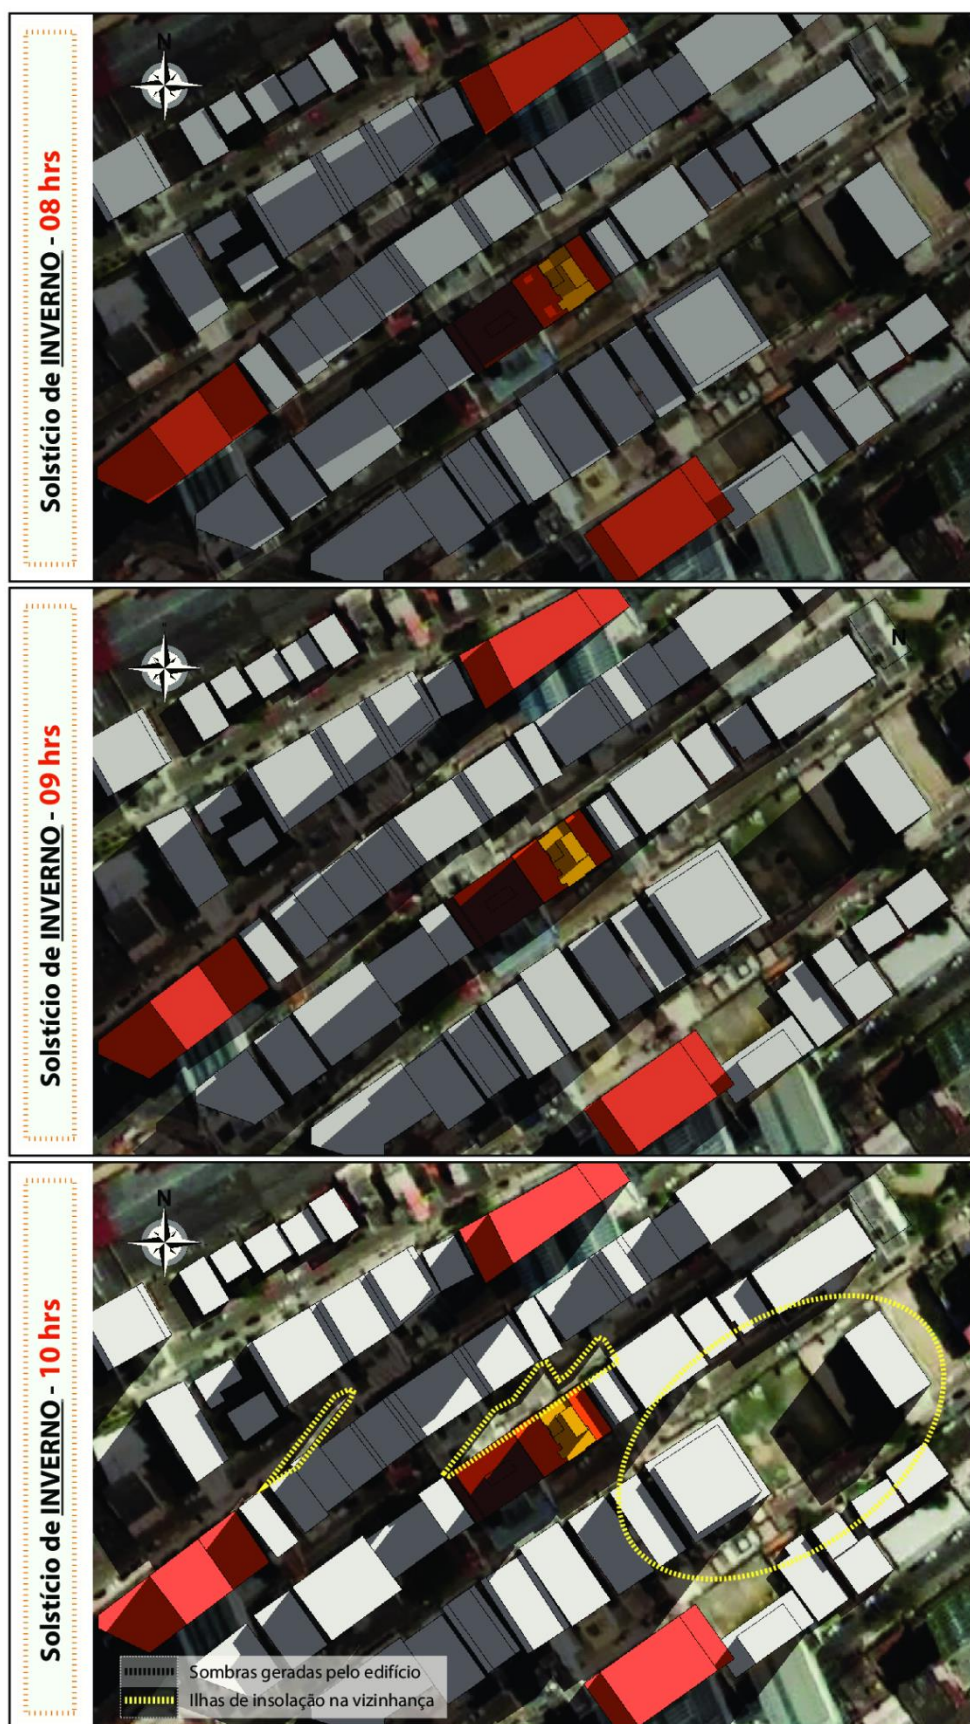 Solstício de INVERNO - 08 hrs
N
Solstício de INVERNO - 09 hrs
N
Solstício de INVERNO - 10 hrs
N
Sombras geradas pelo edifício
Ilhas de insolação na vizinhança